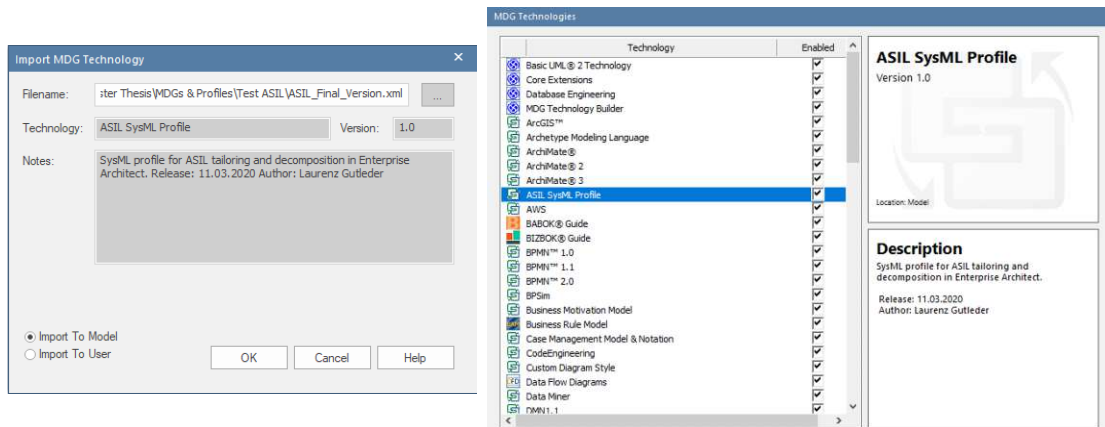 Import MDG Technology
Filename:
ster Thesis\MDGs & Profiles\Test ASIL\ASIL_Final_Version.xml
...
Technology:
ASIL SysML Profile
Version:
1.0
Notes:
SysML profile for ASIL tailoring and decomposition in Enterprise
Architect. Release: 11.03.2020 Author: Laurenz Gutleder
Import To Model
Import To User
OK
Cancel
Help
MDG Technologies
Technology
Enabled
Basic UML® 2 Technology
Core Extensions
Database Engineering
MDG Technology Builder
ArcGIS™
Archetype Modeling Language
ArchiMate®
ArchiMate® 2
ArchiMate® 3
ASIL SysML Profile
AWS
BABOK® Guide
BIZBOK® Guide
BPMN™ 1.0
BPMN™ 1.1
BPMN™ 2.0
BPSim
Business Motivation Model
Business Rule Model
Case Management Model & Notation
CodeEngineering
Custom Diagram Style
Data Flow Diagrams
Data Miner
DMN1.1
ASIL SysML Profile
Version 1.0
Location: Model
Description
SysML profile for ASIL tailoring and
decomposition in Enterprise Architect.
Release: 11.03.2020
Author: Laurenz Gutleder